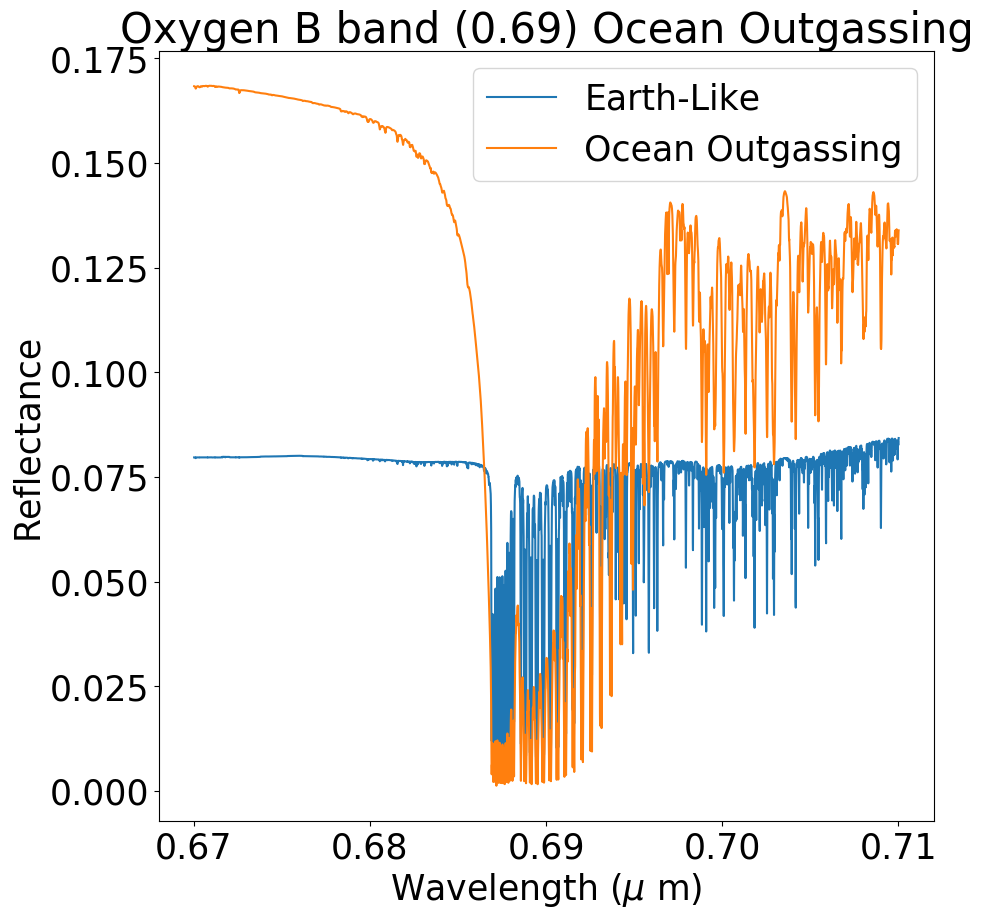 Oxygen B band (0.69) Ocean Outgassing
Earth-Like
Ocean Outgassing
Reflectance
0.175
0.150
0.125
0.100
0.075
0.050
0.025
0.000
0.67 0.68 0.69 0.70 0.71
Wavelength (μ m)